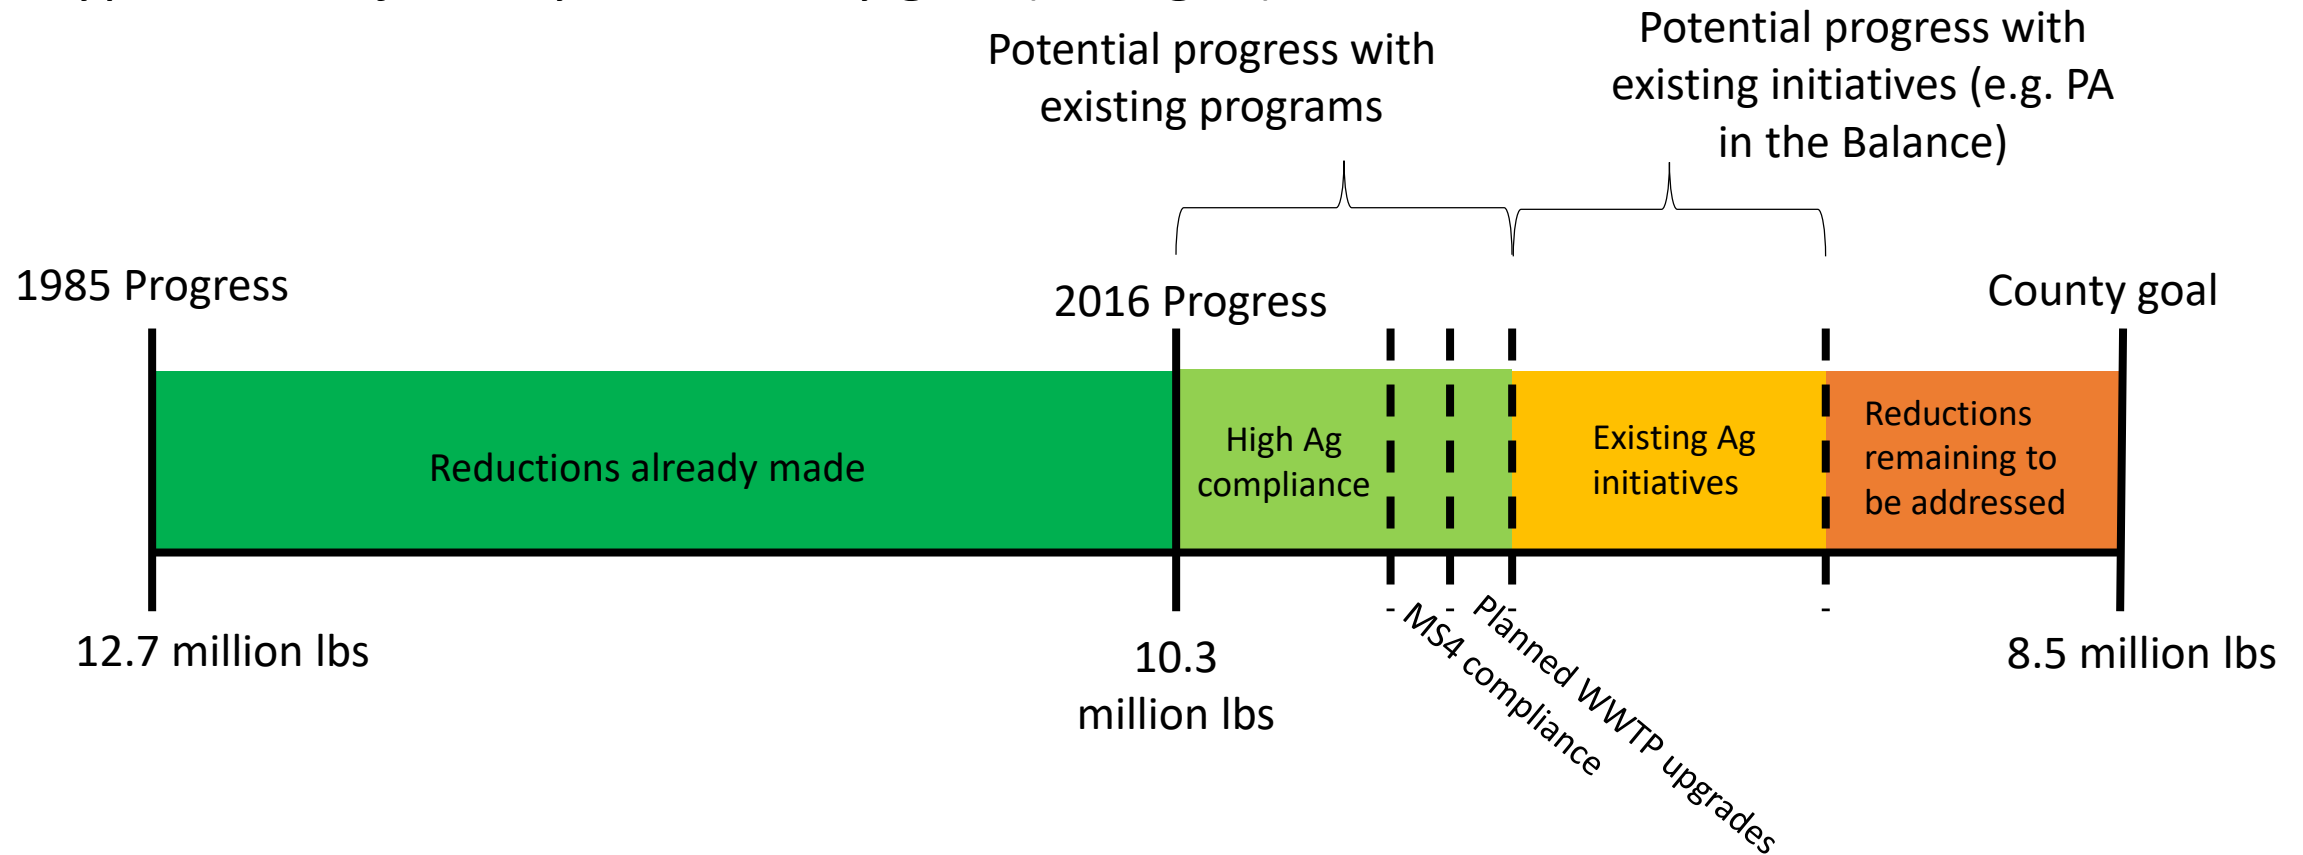 Potential progress with
existing programs
Potential progress with
existing initiatives (e.g. PA
in the Balance)
1985 Progress
2016 Progress
County goal
Reductions already made
High Ag
compliance
Existing Ag
initiatives
Reductions
remaining to
be addressed
12.7 million lbs
10.3
million lbs
MS4 compliance
Planned WWTP upgrades
8.5 million lbs